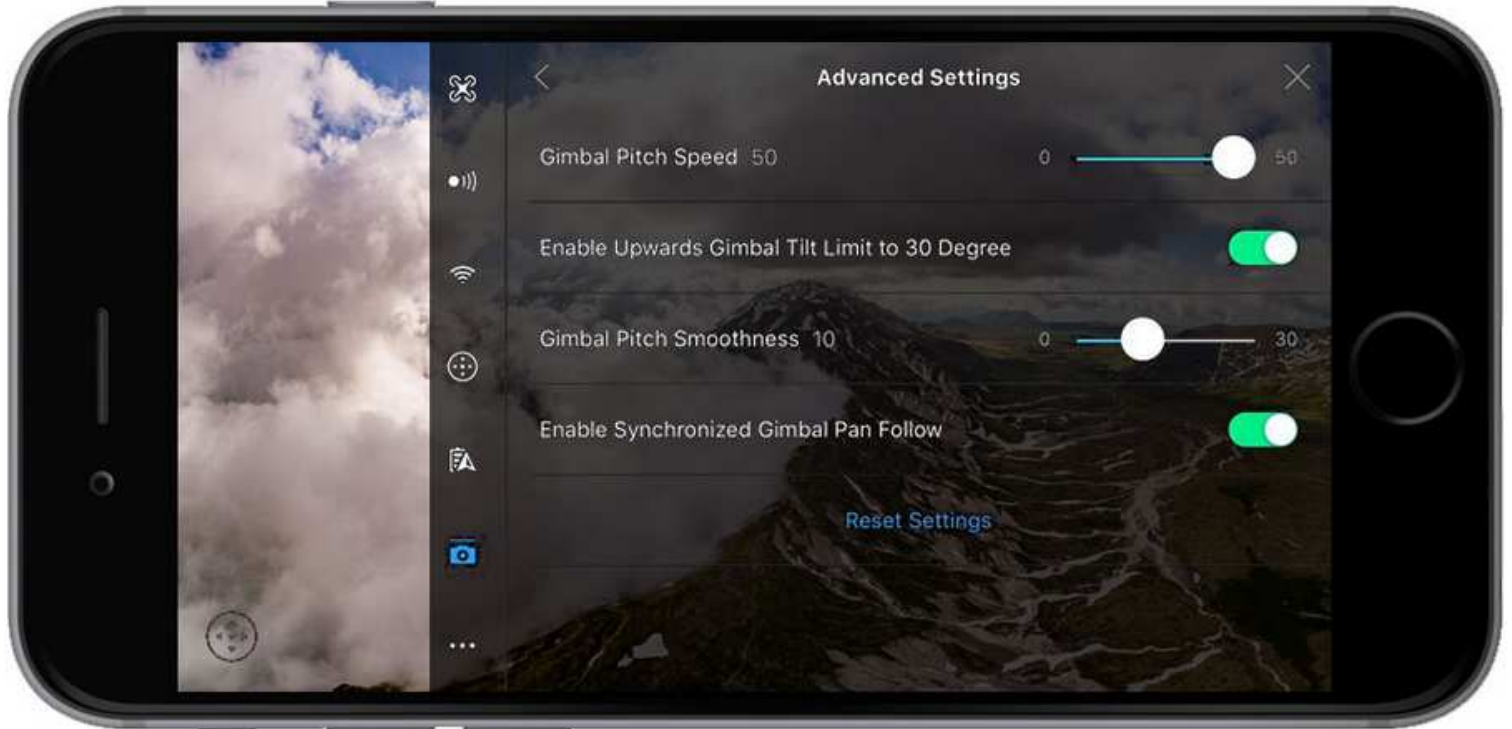 Advanced Settings
Gimbal Pitch Speed 50 0 50
Enable Upwards Gimbal Tilt Limit to 30 Degree
Gimbal Pitch Smoothness 10 0 30
Enable Synchronized Gimbal Pan Follow
Reset Settings